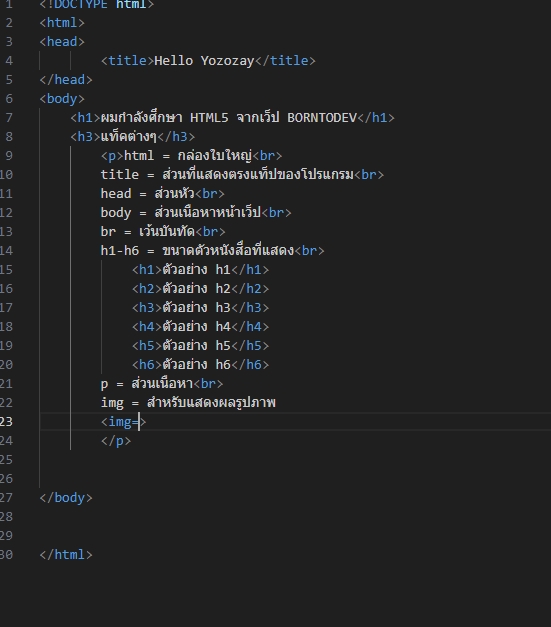 1 <!DOCTYPE html>
2 <html>
3 <head>
4 <title>Hello Yozozay</title>
5 </head>
6 <body>
7 <h1>ผมกำลังศึกษา HTML5 จากเว็ป BORNTODEV</h1>
8 <h3>แท็คต่างๆ</h3>
9 <p>html = กล่องใบใหญ่<br>
10 title = ส่วนที่แสดงตรงแท็ปของโปรแกรม<br>
11 head = ส่วนหัว<br>
12 body = ส่วนเนื้อหาหน้าเว็ป<br>
13 br = เว้นบันทัด<br>
14 h1-h6 = ขนาดตัวหนังสื่อที่แสดง<br>
15 <h1>ตัวอย่าง h1</h1>
16 <h2>ตัวอย่าง h2</h2>
17 <h3>ตัวอย่าง h3</h3>
18 <h4>ตัวอย่าง h4</h4>
19 <h5>ตัวอย่าง h5</h5>
20 <h6>ตัวอย่าง h6</h6>
21 p = ส่วนเนื้อหา<br>
22 img = สำหรับแสดงผลรูปภาพ
23 <img=>
24 </p>
25
26
27 </body>
28
29
30 </html>